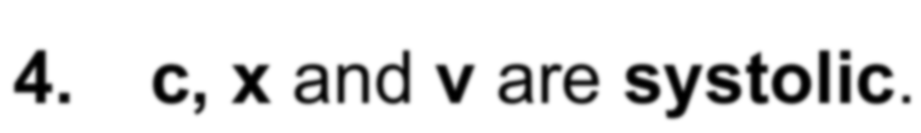 4. c, x and v are systolic.